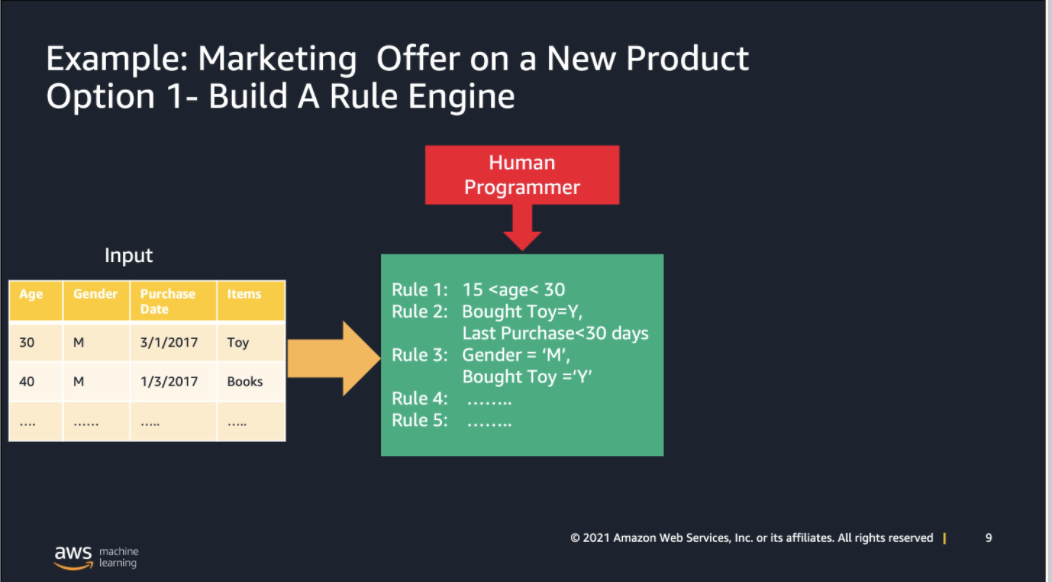 Example: Marketing  Offer on a New Product
Option 1- Build A Rule Engine
Human
Programmer
Input
Age Gender Purchase Date Items
30 M 3/1/2017 Toy
40 M 1/3/2017 Books
.... ...... ..... .....
Rule 1: 15 <age< 30
Rule 2: Bought Toy=Y,
Last Purchase<30 days
Rule 3: Gender = ‘M’,
Bought Toy =‘Y’
Rule 4: ........
Rule 5: ........
© 2021 Amazon Web Services, Inc. or its affiliates. All rights reserved | 9
aws machine
learning